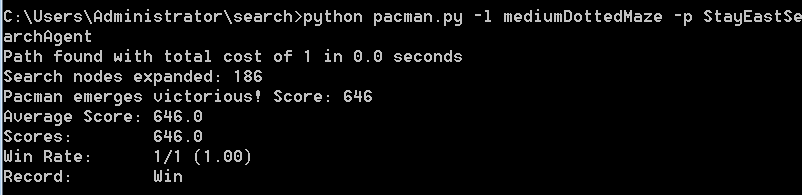 C:\Users\Administrator\search>python pacman.py -l mediumDottedMaze -p StayEastSe
archAgent
Path found with total cost of 1 in 0.0 seconds
Search nodes expanded: 186
Pacman emerges victorious! Score: 646
Average Score: 646.0
Scores:        646.0
Win Rate:      1/1 (1.00)
Record:        Win